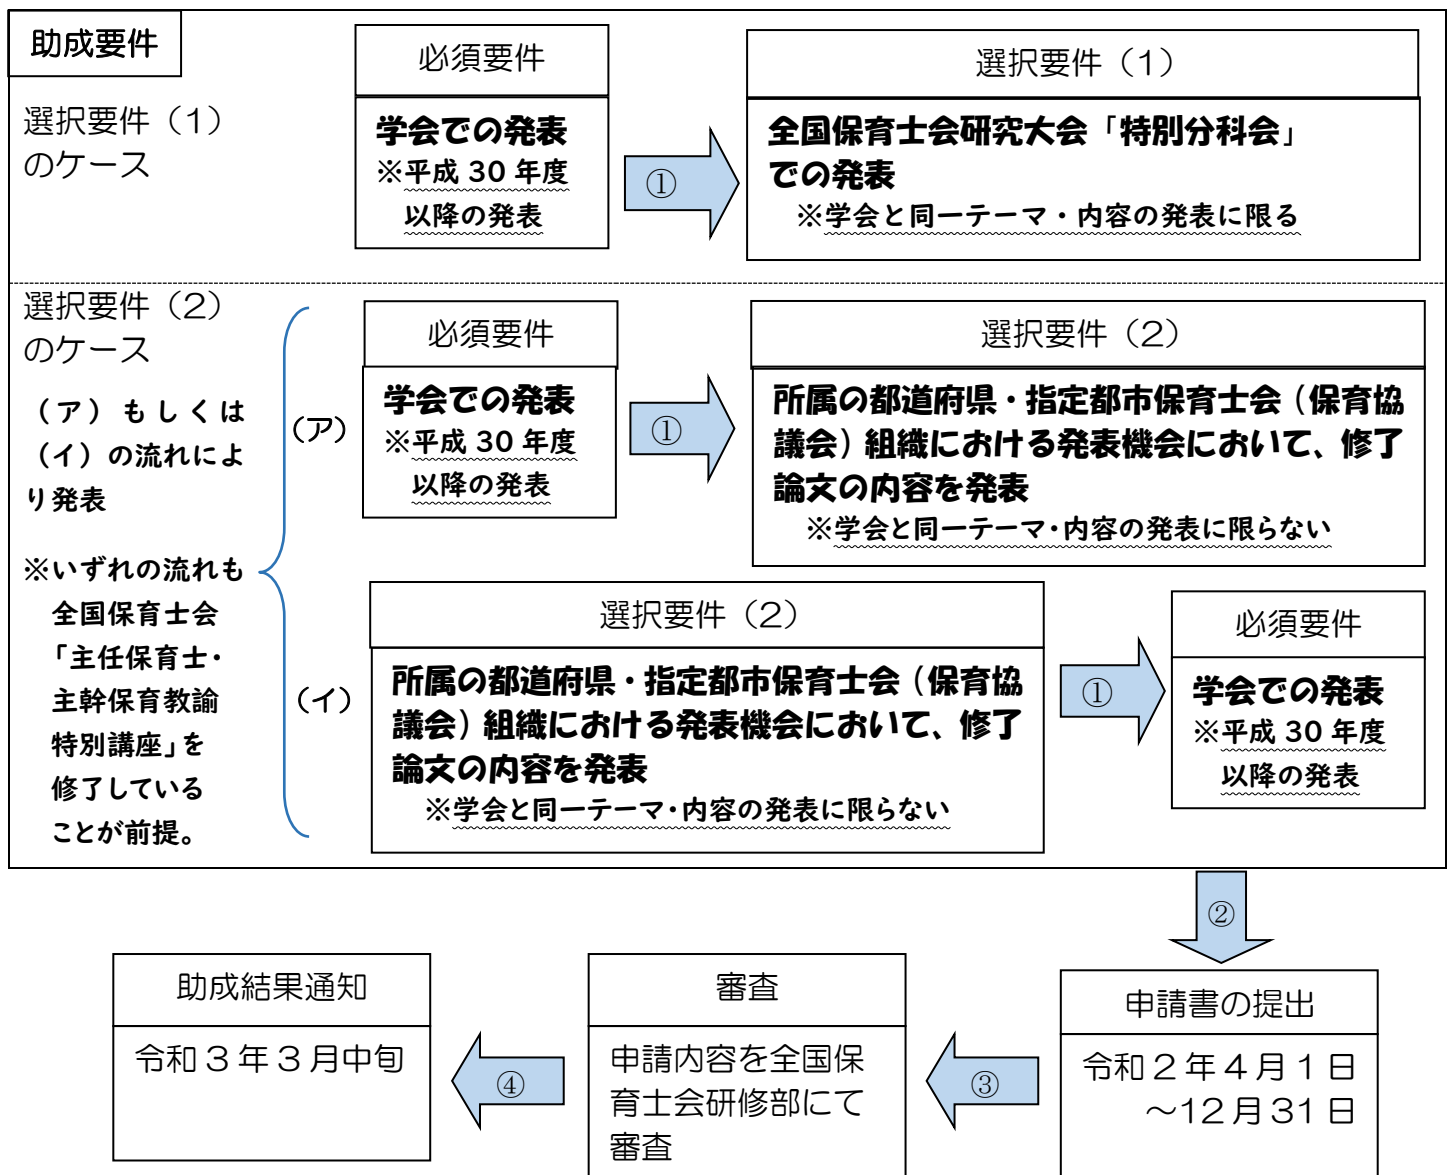 助成要件
選択要件（1）
のケース
必須要件
学会での発表
※平成 30 年度
以降の発表
①
選択要件（1）
全国保育士会研究大会「特別分科会」
での発表
※学会と同一テーマ・内容の発表に限る
選択要件（2）
のケース
（ア）もしくは
（イ）の流れによ
り発表
※いずれの流れも
全国保育士会
「主任保育士・
主幹保育教諭
特別講座」を
修了している
ことが前提。
（ア）
必須要件
学会での発表
※平成 30 年度
以降の発表
①
選択要件（2）
所属の都道府県・指定都市保育士会（保育協
議会）組織における発表機会において、修了
論文の内容を発表
※学会と同一テーマ・内容の発表に限らない
（イ）
選択要件（2）
所属の都道府県・指定都市保育士会（保育協
議会）組織における発表機会において、修了
論文の内容を発表
※学会と同一テーマ・内容の発表に限らない
①
必須要件
学会での発表
※平成 30 年度
以降の発表
②
申請書の提出
令和２年４月１日
～12月31日
③
審査
申請内容を全国保
育士会研修部にて
審査
④
助成結果通知
令和３年３月中旬